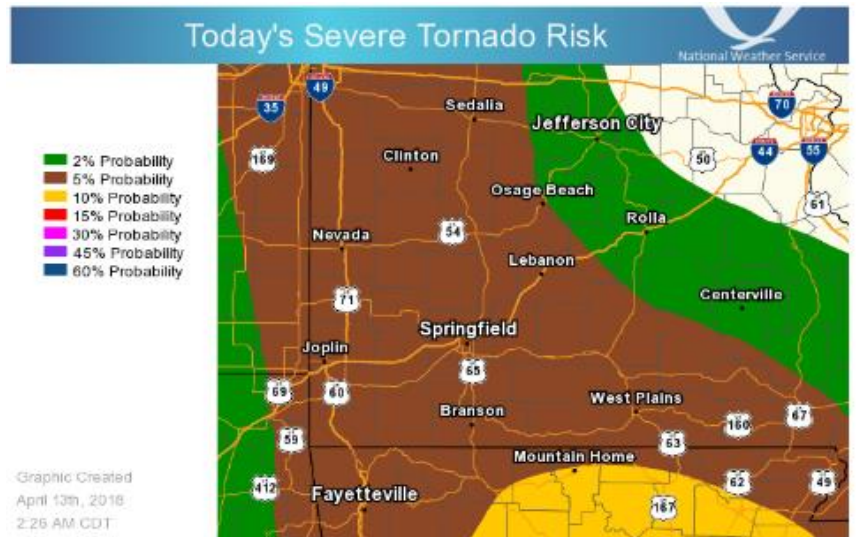 Today's Severe Tornado Risk
National Weather Service
2% Probability
5% Probability
10% Probability
15% Probability
30% Probability
45% Probability
60% Probability
35
49
Sedalia
Jefferson City
70
169
Clinton
50
44
55
Osage Beach
61
Rolla
54
Nevada
Lebanon
71
Centerville
Springfield
Joplin
65
69
60
West Plains
Branson
67
160
59
63
Mountain Home
412
Fayetteville
62
49
167
Graphic Created
April 13th, 2018
2:26 AM CDT